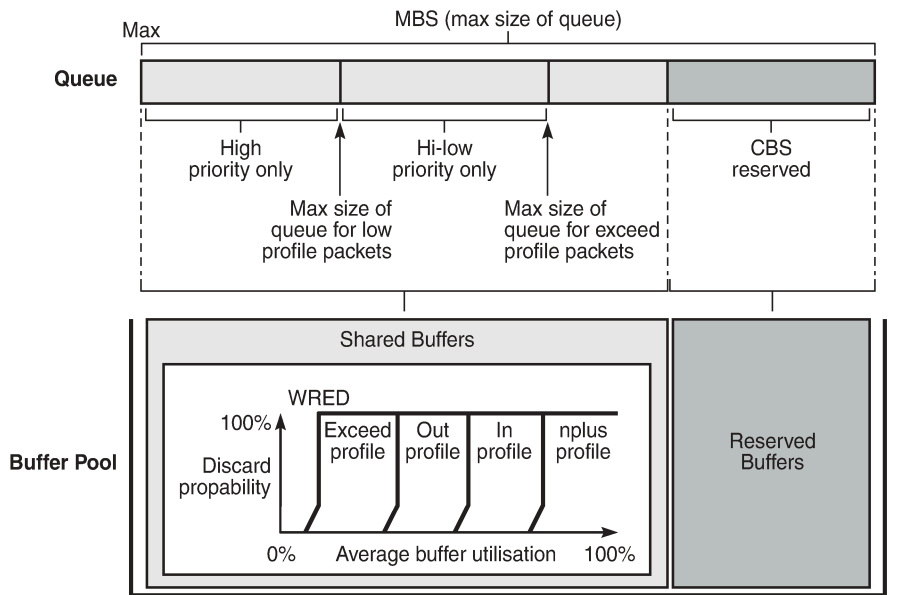 MBS (max size of queue)
Max
Queue
High
priority only
Hi-low
priority only
CBS
reserved
Max size of
queue for low
profile packets
Max size of
queue for exceed
profile packets
Shared Buffers
WRED
100%
Exceed
profile
Out
profile
In
profile
nplus
profile
Discard
propability
0%
Average buffer utilisation
100%
Buffer Pool
Reserved
Buffers